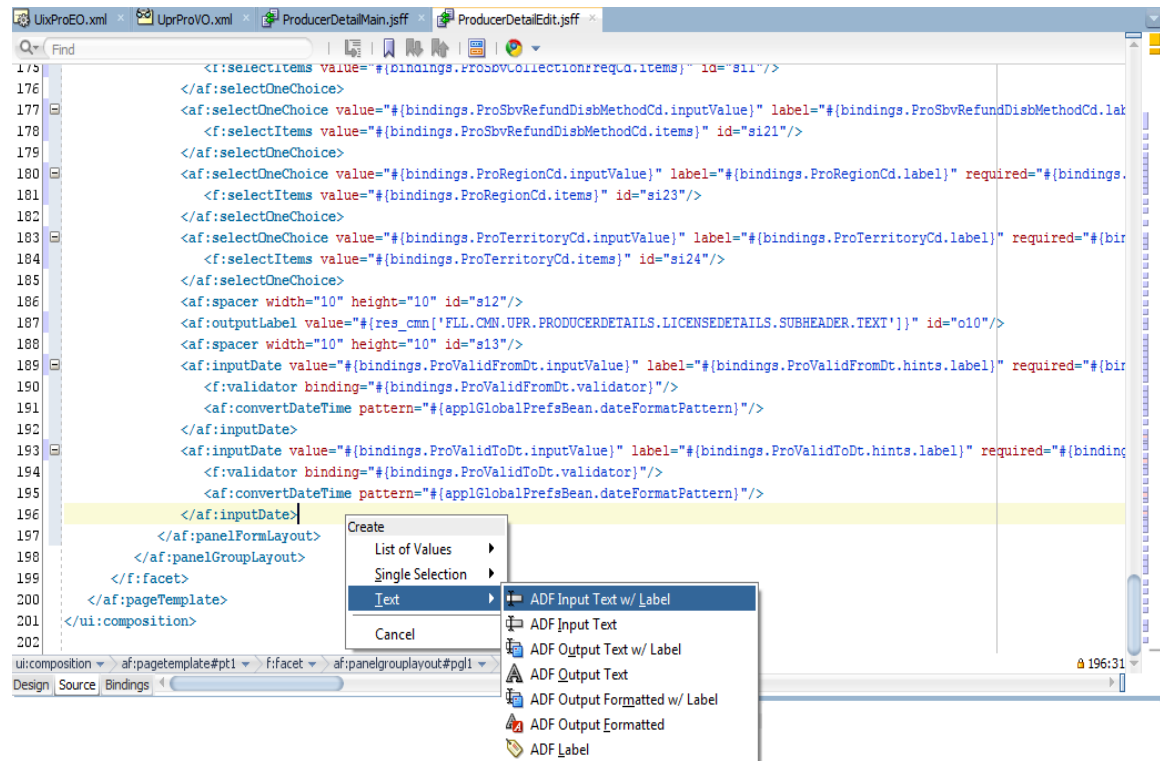 UixProEO.xml × UprProVO.xml × ProducerDetailMain.jsff × ProducerDetailEdit.jsff ×
Find
175 <f:selectItems value="#{bindings.ProSbvCollectionFreqCd.items}" id="si1"/>
176 </af:selectOneChoice>
177 <af:selectOneChoice value="#{bindings.ProSbvRefundDisbMethodCd.inputValue}" label="#{bindings.ProSbvRefundDisbMethodCd.lab
178 <f:selectItems value="#{bindings.ProSbvRefundDisbMethodCd.items}" id="si21"/>
179 </af:selectOneChoice>
180 <af:selectOneChoice value="#{bindings.ProRegionCd.inputValue}" label="#{bindings.ProRegionCd.label}" required="#{bindings.
181 <f:selectItems value="#{bindings.ProRegionCd.items}" id="si23"/>
182 </af:selectOneChoice>
183 <af:selectOneChoice value="#{bindings.ProTerritoryCd.inputValue}" label="#{bindings.ProTerritoryCd.label}" required="#{bin
184 <f:selectItems value="#{bindings.ProTerritoryCd.items}" id="si24"/>
185 </af:selectOneChoice>
186 <af:spacer width="10" height="10" id="s12"/>
187 <af:outputLabel value="#{res_cmn['FLL.CMN.UPR.PRODUCERDETAILS.LICENSEDETAILS.SUBHEADER.TEXT']}" id="ol0"/>
188 <af:spacer width="10" height="10" id="s13"/>
189 <af:inputDate value="#{bindings.ProValidFromDt.inputValue}" label="#{bindings.ProValidFromDt.hints.label}" required="#{bin
190 <f:validator binding="#{bindings.ProValidFromDt.validator}"/>
191 <af:convertDateTime pattern="#{applGlobalPrefsBean.dateFormatPattern}"/>
192 </af:inputDate>
193 <af:inputDate value="#{bindings.ProValidToDt.inputValue}" label="#{bindings.ProValidToDt.hints.label}" required="#{binding
194 <f:validator binding="#{bindings.ProValidToDt.validator}"/>
195 <af:convertDateTime pattern="#{applGlobalPrefsBean.dateFormatPattern}"/>
196 </af:inputDate>
197 </af:panelFormLayout>
198 </af:panelGroupLayout>
199 </f:facet>
200 </af:pageTemplate>
201 </ui:composition>
202
Create
List of Values
Single Selection
Text
Cancel
ADF Input Text w/ Label
ADF Input Text
ADF Output Text w/ Label
ADF Output Text
ADF Output Formatted w/ Label
ADF Output Formatted
ADF Label
ui:composition af:pagetemplate#pt1 f:facet af:panelgrouplayout#pgl1 196:31
Design Source Bindings